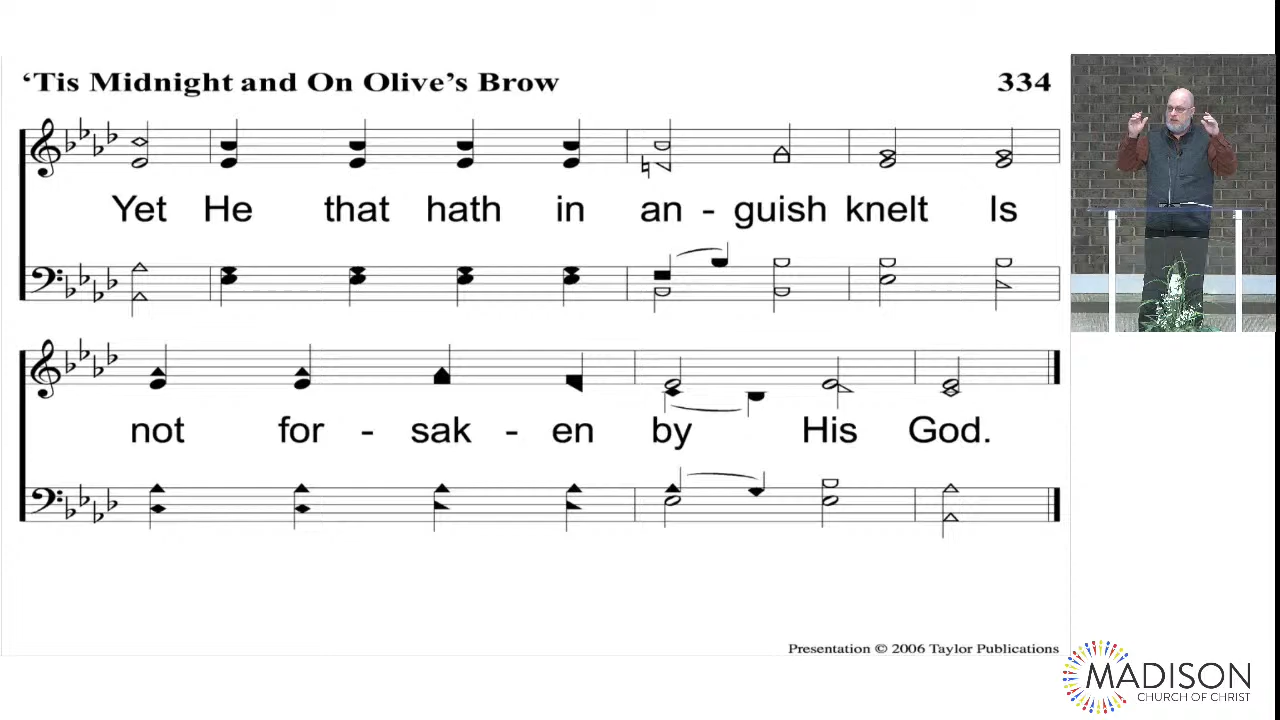 ‘Tis Midnight and On Olive’s Brow 334
Yet He that hath in an - guish knelt Is
not for - sak - en by His God.
Presentation © 2006 Taylor Publications
MADISON
CHURCH OF CHRIST